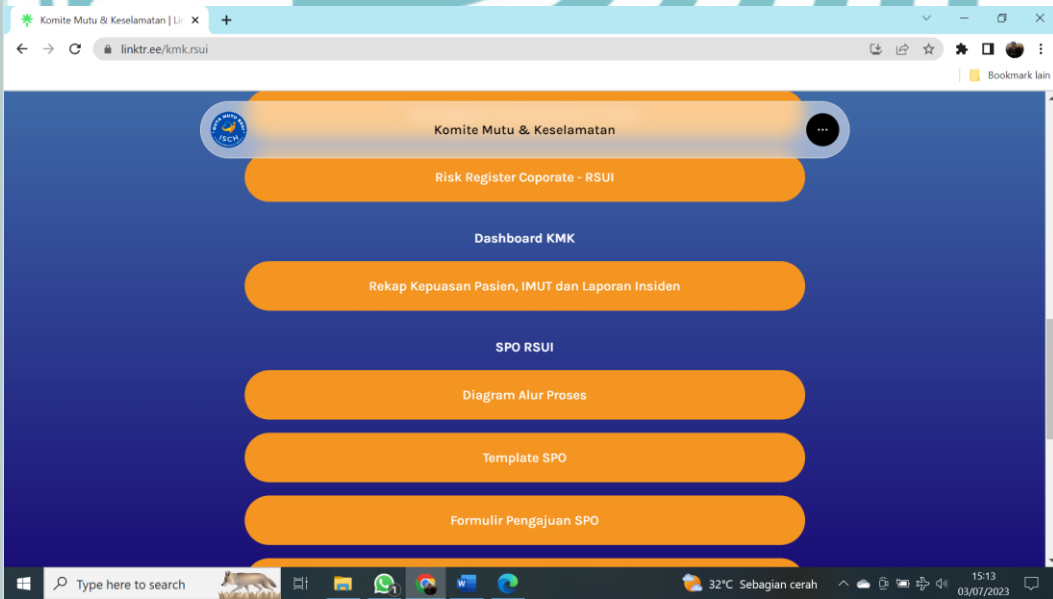 Komite Mutu & Keselamatan | Lin
linktr.ee/kmk.rsui
Bookmark lain
Komite Mutu & Keselamatan
Risk Register Coporate - RSUI
Dashboard KMK
Rekap Kepuasan Pasien, IMUT dan Laporan Insiden
SPO RSUI
Diagram Alur Proses
Template SPO
Formulir Pengajuan SPO
Type here to search
32°C Sebagian cerah
15:13
03/07/2023